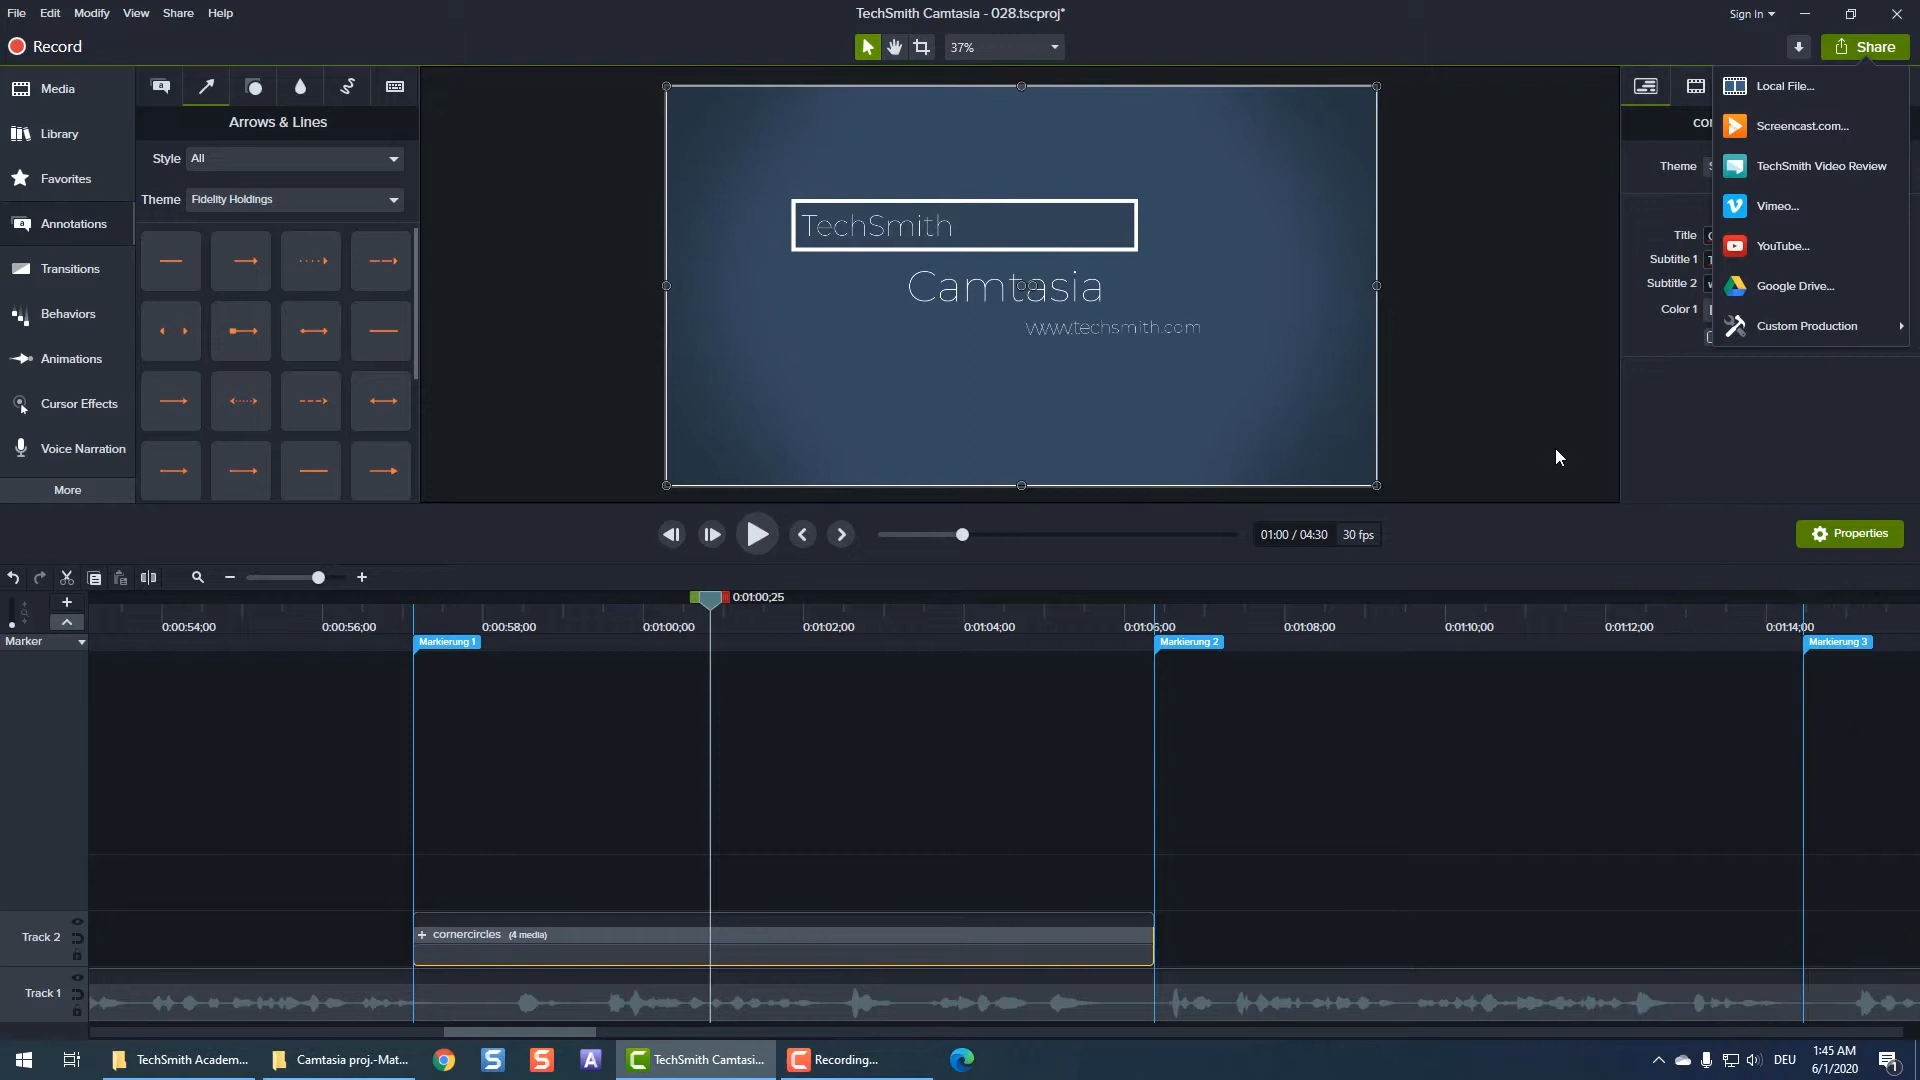 File Edit Modify View Share Help
TechSmith Camtasia - 028.tscproj*
Sign In
Record
37%
Share
Media
Library
Favorites
Annotations
Transitions
Behaviors
Animations
Cursor Effects
Voice Narration
More
Arrows & Lines
Style All
Theme Fidelity Holdings
TechSmith
Camtasia
www.techsmith.com
Theme
Title
Subtitle 1
Subtitle 2
Color 1
Local File...
Screencast.com...
TechSmith Video Review
Vimeo...
YouTube...
Google Drive...
Custom Production
01:00 / 04:30 30 fps
Properties
0:01:00;25
0:00:54;00 0:00:56;00 0:00:58;00 0:01:00;00 0:01:02;00 0:01:04;00 0:01:06;00 0:01:08;00 0:01:10;00 0:01:12;00 0:01:14;00
Marker Markierung 1 Markierung 2 Markierung 3
Track 2
+ cornercircles (4 media)
Track 1
TechSmith Academ... Camtasia proj.-Mat... TechSmith Camtasi... Recording...
DEU
1:45 AM
6/1/2020